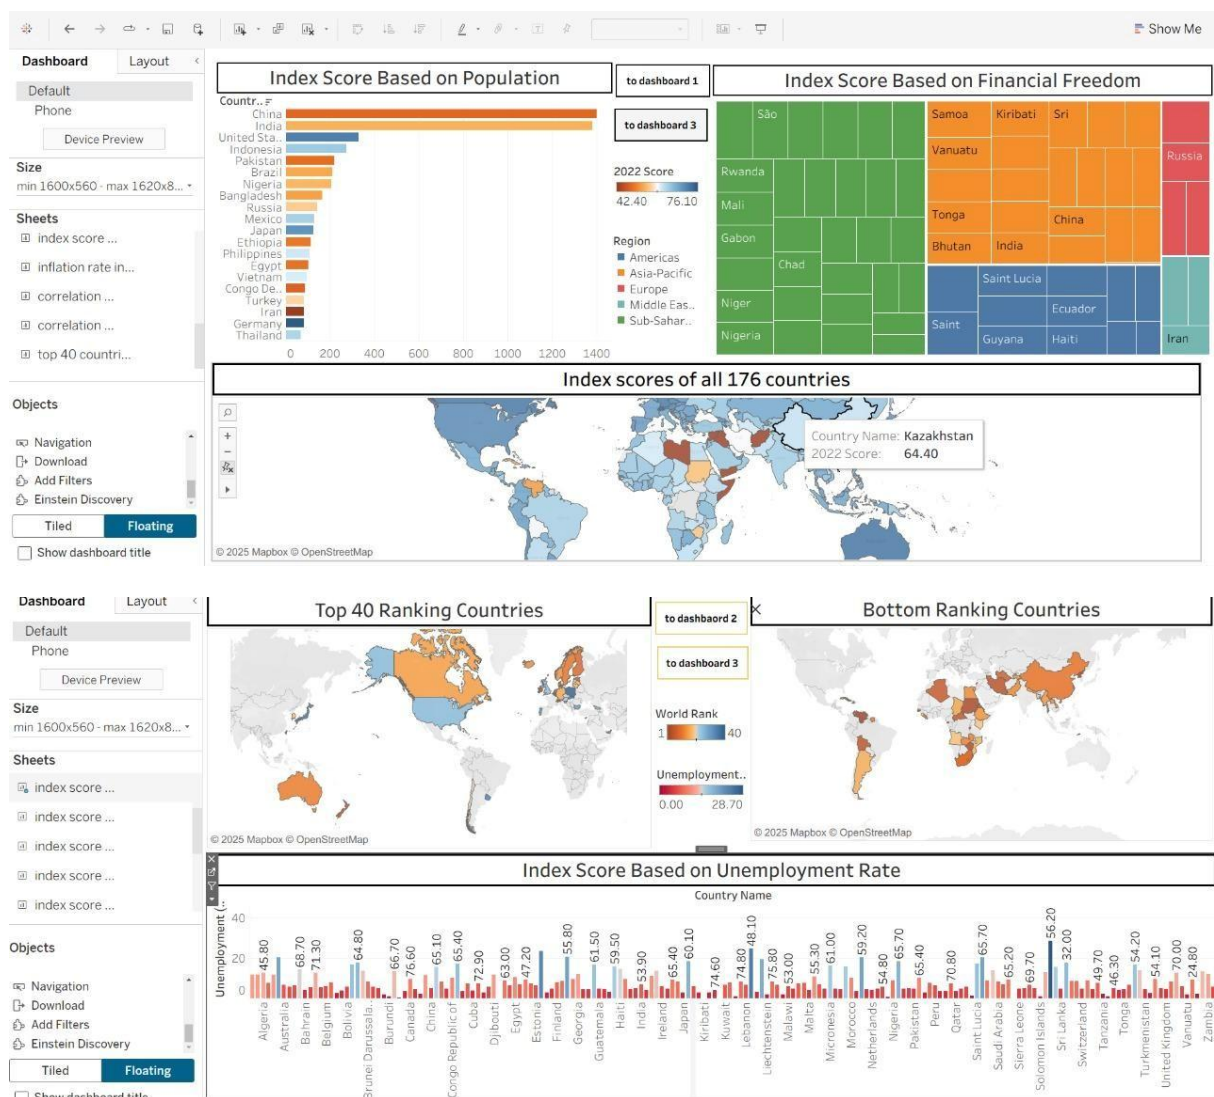 Show Me
Dashboard
Layout
Default
Phone
Device Preview
Size
min 1600x560 - max 1620x8...
Sheets
index score ...
inflation rate in...
correlation ...
correlation ...
top 40 countri...
Objects
Navigation
Download
Add Filters
Einstein Discovery
Tiled
Floating
Show dashboard title
Index Score Based on Population
Countr..
China
India
United Sta..
Indonesia
Pakistan
Brazil
Nigeria
Bangladesh
Russia
Mexico
Japan
Ethiopia
Philippines
Egypt
Vietnam
Congo De..
Turkey
Iran
Germany
Thailand
0 200 400 600 800 1000 1200 1400
to dashboard 1
to dashboard 3
2022 Score
42.40 76.10
Region
Americas
Asia-Pacific
Europe
Middle Eas..
Sub-Sahar..
Index Score Based on Financial Freedom
São
Rwanda
Mali
Gabon
Chad
Niger
Nigeria
Samoa
Kiribati
Sri
Vanuatu
Tonga
China
Bhutan
India
Saint Lucia
Saint
Ecuador
Guyana
Haiti
Russia
Iran
Index scores of all 176 countries
Country Name: Kazakhstan
2022 Score: 64.40
© 2025 Mapbox © OpenStreetMap
Dashboard
Layout
Default
Phone
Device Preview
Size
min 1600x560 - max 1620x8...
Sheets
index score ...
index score ...
index score ...
index score ...
index score ...
Objects
Navigation
Download
Add Filters
Einstein Discovery
Tiled
Floating
Show dashboard title
Top 40 Ranking Countries
© 2025 Mapbox © OpenStreetMap
to dashbaord 2
to dashboard 3
World Rank
1 40
Unemployment..
0.00 28.70
Bottom Ranking Countries
© 2025 Mapbox © OpenStreetMap
Index Score Based on Unemployment Rate
Country Name
Unemployment (..
40
20
0
45.80
68.70
71.30
64.80
66.70
76.60
65.10
65.40
72.90
63.00
47.20
55.80
61.50
59.50
53.90
65.40
60.10
74.60
74.80
48.10
75.80
53.00
55.30
61.00
59.20
54.80
65.70
65.40
70.80
65.70
65.20
69.70
56.20
32.00
49.70
46.30
54.20
54.10
70.00
24.80
Algeria
Australia
Bahrain
Belgium
Bolivia
Brunei Darussala..
Burundi
Canada
China
Congo Republic of
Cuba
Djibouti
Egypt
Estonia
Finland
Georgia
Guatemala
Haiti
India
Ireland
Japan
Kiribati
Kuwait
Lebanon
Liechtenstein
Malawi
Malta
Micronesia
Morocco
Netherlands
Nigeria
Pakistan
Peru
Qatar
Saint Lucia
Saudi Arabia
Sierra Leone
Solomon Islands
Sri Lanka
Switzerland
Tanzania
Tonga
Turkmenistan
United Kingdom
Vanuatu
Zambia